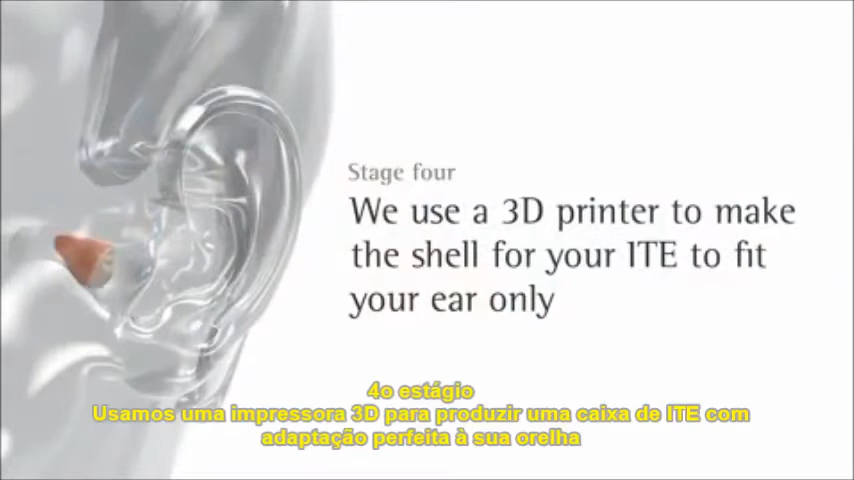 Stage four
We use a 3D printer to make
the shell for your ITE to fit
your ear only
4o estágio
Usamos uma impressora 3D para produzir uma caixa de ITE com
adaptação perfeita à sua orelha